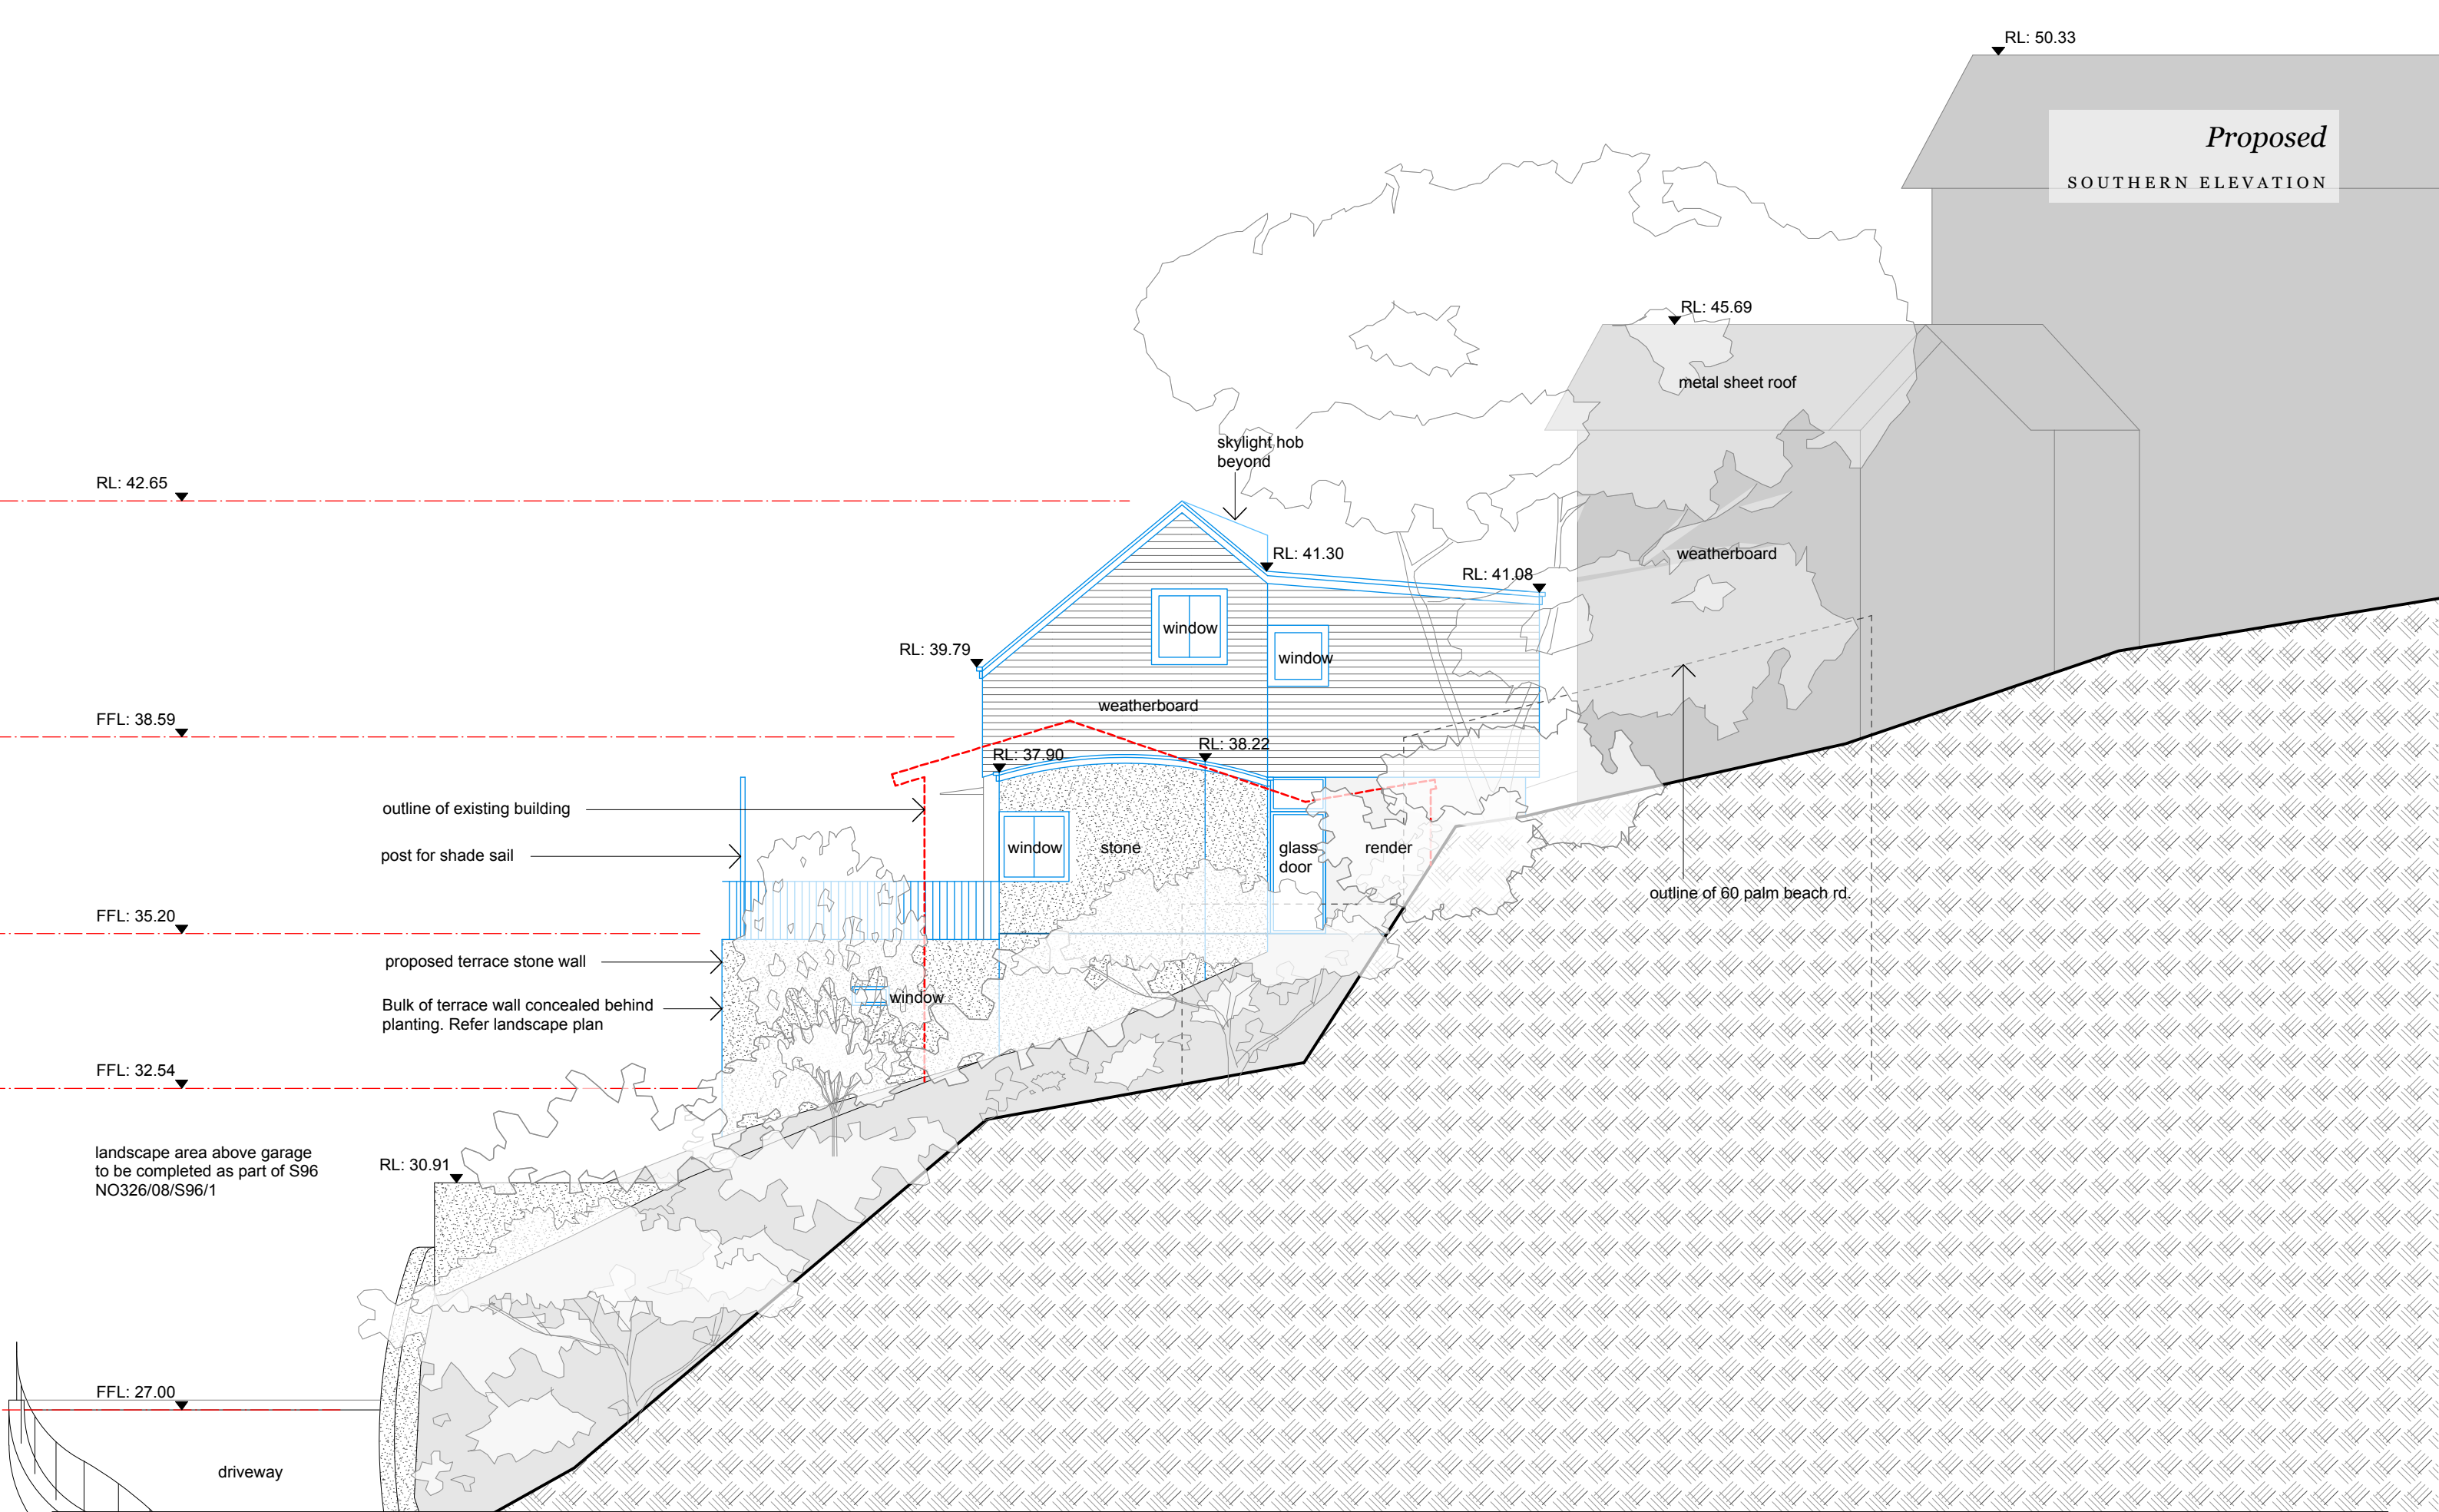 RL: 50.33
Proposed
SOUTHERN ELEVATION
RL: 45.69
metal sheet roof
skylight hob
beyond
RL: 42.65
RL: 41.30
weatherboard
RL: 41.08
window
RL: 39.79
window
weatherboard
FFL: 38.59
RL: 38.22
RL: 37.90
outline of existing building
post for shade sail
window
stone
glass
door
render
outline of 60 palm beach rd.
FFL: 35.20
proposed terrace stone wall
window
Bulk of terrace wall concealed behind
planting. Refer landscape plan
FFL: 32.54
landscape area above garage
to be completed as part of S96
NO326/08/S96/1
RL: 30.91
FFL: 27.00
driveway